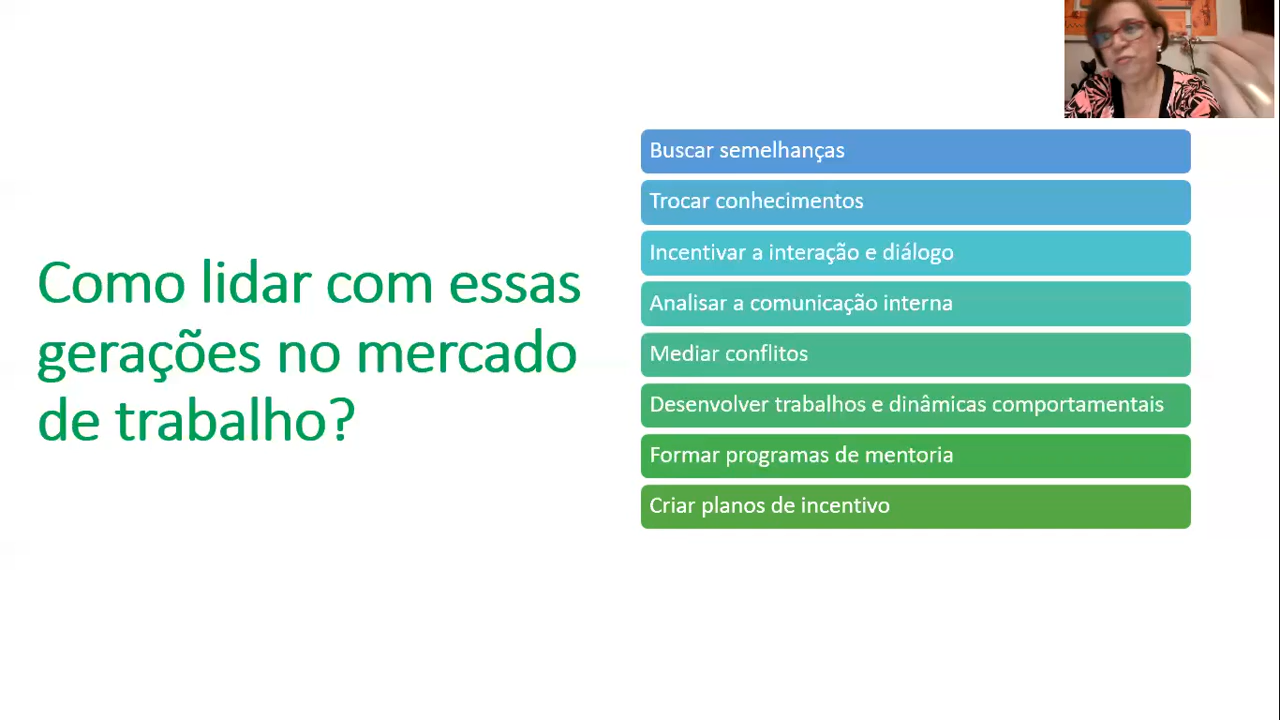 Como lidar com essas
gerações no mercado
de trabalho?
Buscar semelhanças
Trocar conhecimentos
Incentivar a interação e diálogo
Analisar a comunicação interna
Mediar conflitos
Desenvolver trabalhos e dinâmicas comportamentais
Formar programas de mentoria
Criar planos de incentivo